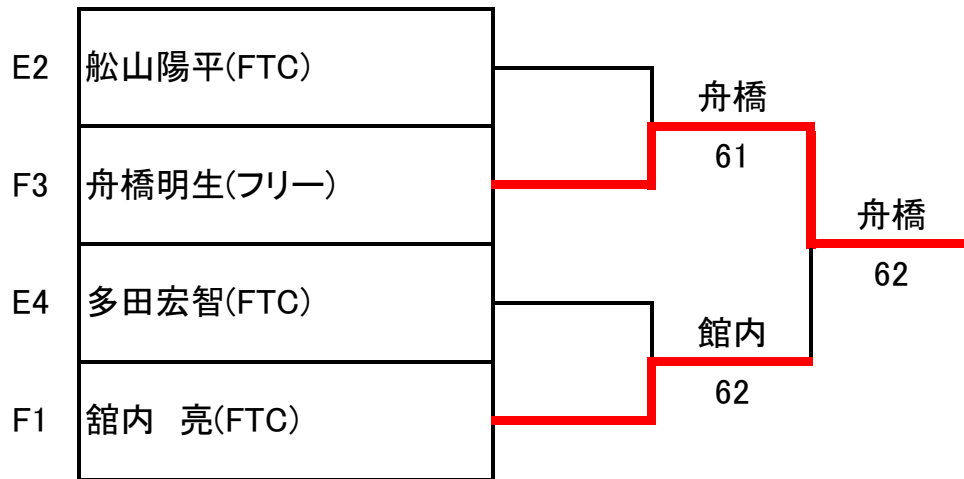 E2 舩山陽平(FTC)
舟橋
61
F3 舟橋明生(フリー)
舟橋
62
E4 多田宏智(FTC)
館内
62
F1 舘内 亮(FTC)